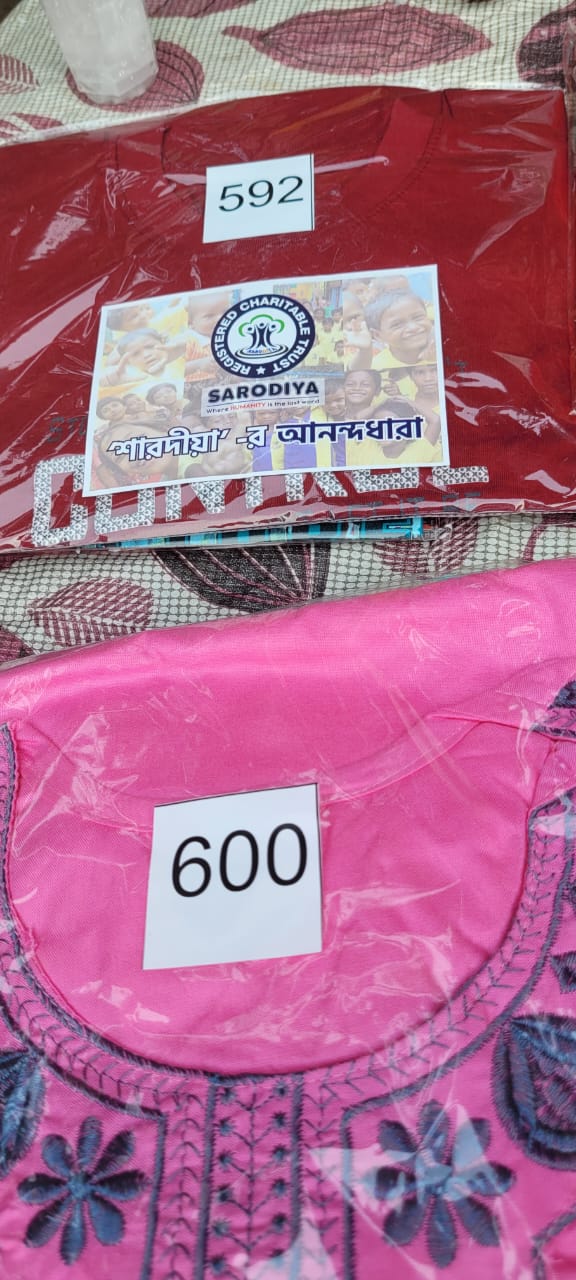 592
REGISTERED CHARITABLE TRUST
SARODIYA
Where HUMANITY is the last word
'শারদীয়া' -র আনন্দধারা
600